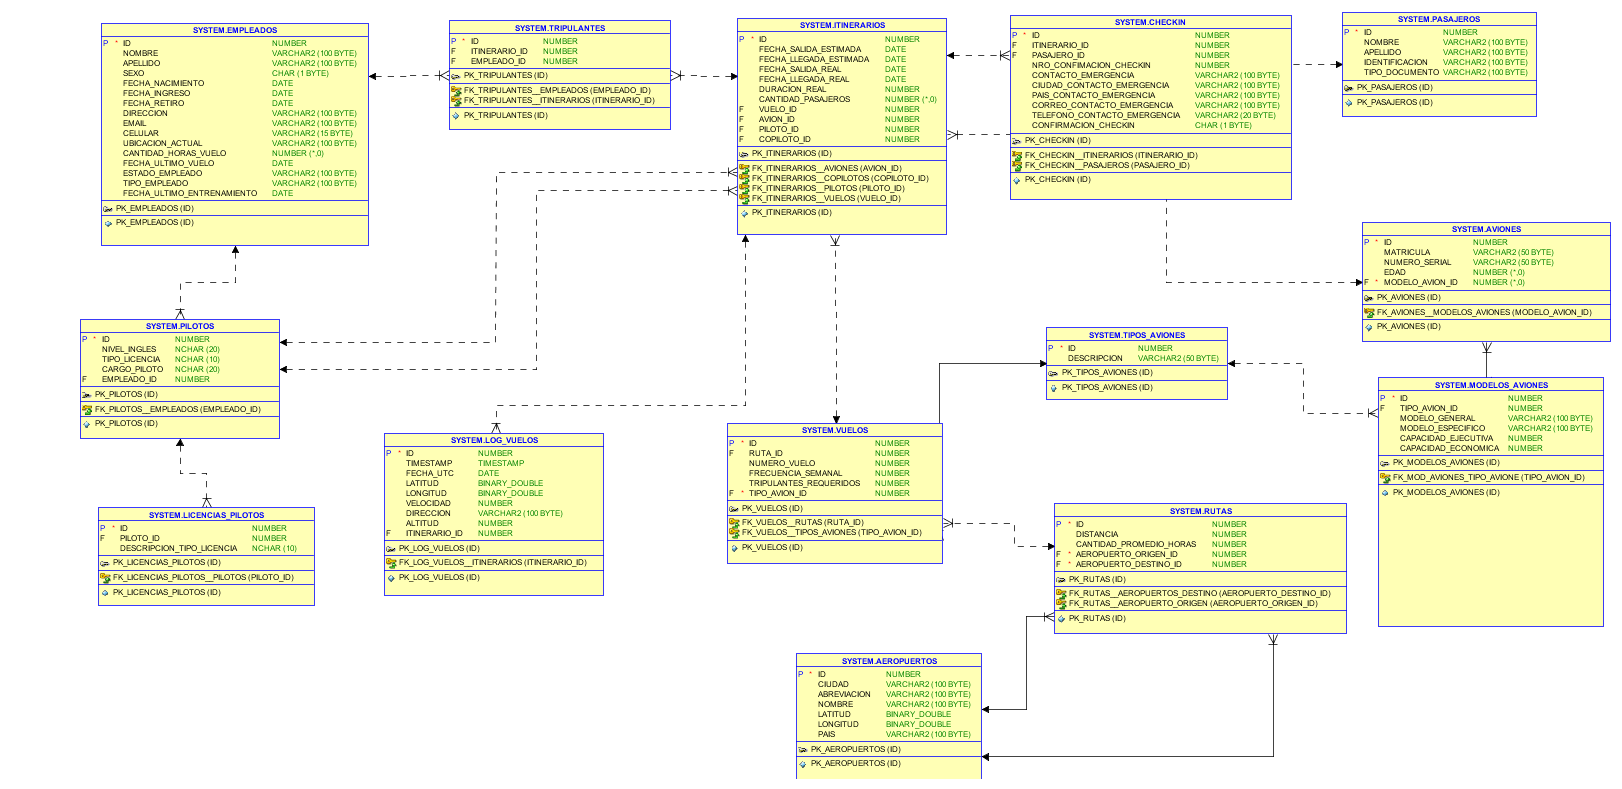 SYSTEM.EMPLEADOS
P * ID NUMBER
NOMBRE VARCHAR2 (100 BYTE)
APELLIDO VARCHAR2 (100 BYTE)
SEXO CHAR (1 BYTE)
FECHA_NACIMIENTO DATE
FECHA_INGRESO DATE
FECHA_RETIRO DATE
DIRECCION VARCHAR2 (100 BYTE)
EMAIL VARCHAR2 (100 BYTE)
CELULAR VARCHAR2 (15 BYTE)
UBICACION_ACTUAL VARCHAR2 (100 BYTE)
CANTIDAD_HORAS_VUELO NUMBER (*,0)
FECHA_ULTIMO_VUELO DATE
ESTADO_EMPLEADO VARCHAR2 (100 BYTE)
TIPO_EMPLEADO VARCHAR2 (100 BYTE)
FECHA_ULTIMO_ENTRENAMIENTO DATE
PK_EMPLEADOS (ID)
PK_EMPLEADOS (ID)
SYSTEM.TRIPULANTES
P * ID NUMBER
F ITINERARIO_ID NUMBER
F EMPLEADO_ID NUMBER
PK_TRIPULANTES (ID)
FK_TRIPULANTES__EMPLEADOS (EMPLEADO_ID)
FK_TRIPULANTES__ITINERARIOS (ITINERARIO_ID)
PK_TRIPULANTES (ID)
SYSTEM.ITINERARIOS
P * ID NUMBER
FECHA_SALIDA_ESTIMADA DATE
FECHA_LLEGADA_ESTIMADA DATE
FECHA_SALIDA_REAL DATE
FECHA_LLEGADA_REAL DATE
DURACION_REAL NUMBER
CANTIDAD_PASAJEROS NUMBER (*,0)
F VUELO_ID NUMBER
F AVION_ID NUMBER
F PILOTO_ID NUMBER
F COPILOTO_ID NUMBER
PK_ITINERARIOS (ID)
FK_ITINERARIOS__AVIONES (AVION_ID)
FK_ITINERARIOS__COPILOTOS (COPILOTO_ID)
FK_ITINERARIOS__PILOTOS (PILOTO_ID)
FK_ITINERARIOS__VUELOS (VUELO_ID)
PK_ITINERARIOS (ID)
SYSTEM.CHECKIN
P * ID NUMBER
F ITINERARIO_ID NUMBER
F PASAJERO_ID NUMBER
NRO_CONFIMACION_CHECKIN NUMBER
CONTACTO_EMERGENCIA VARCHAR2 (100 BYTE)
CIUDAD_CONTACTO_EMERGENCIA VARCHAR2 (100 BYTE)
PAIS_CONTACTO_EMERGENCIA VARCHAR2 (100 BYTE)
CORREO_CONTACTO_EMERGENCIA VARCHAR2 (100 BYTE)
TELEFONO_CONTACTO_EMERGENCIA VARCHAR2 (20 BYTE)
CONFIRMACION_CHECKIN CHAR (1 BYTE)
PK_CHECKIN (ID)
FK_CHECKIN__ITINERARIOS (ITINERARIO_ID)
FK_CHECKIN__PASAJEROS (PASAJERO_ID)
PK_CHECKIN (ID)
SYSTEM.PASAJEROS
P * ID NUMBER
NOMBRE VARCHAR2 (100 BYTE)
APELLIDO VARCHAR2 (100 BYTE)
IDENTIFICACION VARCHAR2 (100 BYTE)
TIPO_DOCUMENTO VARCHAR2 (100 BYTE)
PK_PASAJEROS (ID)
PK_PASAJEROS (ID)
SYSTEM.AVIONES
P * ID NUMBER
MATRICULA VARCHAR2 (50 BYTE)
NUMERO_SERIAL VARCHAR2 (50 BYTE)
EDAD NUMBER (*,0)
F * MODELO_AVION_ID NUMBER (*,0)
PK_AVIONES (ID)
FK_AVIONES__MODELOS_AVIONES (MODELO_AVION_ID)
PK_AVIONES (ID)
SYSTEM.PILOTOS
P * ID NUMBER
NIVEL_INGLES NCHAR (20)
TIPO_LICENCIA NCHAR (10)
CARGO_PILOTO NCHAR (20)
F EMPLEADO_ID NUMBER
PK_PILOTOS (ID)
FK_PILOTOS__EMPLEADOS (EMPLEADO_ID)
PK_PILOTOS (ID)
SYSTEM.TIPOS_AVIONES
P * ID NUMBER
DESCRIPCION VARCHAR2 (50 BYTE)
PK_TIPOS_AVIONES (ID)
PK_TIPOS_AVIONES (ID)
SYSTEM.MODELOS_AVIONES
P * ID NUMBER
F TIPO_AVION_ID NUMBER
MODELO_GENERAL VARCHAR2 (100 BYTE)
MODELO_ESPECIFICO VARCHAR2 (100 BYTE)
CAPACIDAD_EJECUTIVA NUMBER
CAPACIDAD_ECONOMICA NUMBER
PK_MODELOS_AVIONES (ID)
FK_MOD_AVIONES_TIPO_AVIONE (TIPO_AVION_ID)
PK_MODELOS_AVIONES (ID)
SYSTEM.LOG_VUELOS
P * ID NUMBER
TIMESTAMP TIMESTAMP
FECHA_UTC DATE
LATITUD BINARY_DOUBLE
LONGITUD BINARY_DOUBLE
VELOCIDAD NUMBER
DIRECCION VARCHAR2 (100 BYTE)
ALTITUD NUMBER
F ITINERARIO_ID NUMBER
PK_LOG_VUELOS (ID)
FK_LOG_VUELOS__ITINERARIOS (ITINERARIO_ID)
PK_LOG_VUELOS (ID)
SYSTEM.VUELOS
P * ID NUMBER
F RUTA_ID NUMBER
NUMERO_VUELO NUMBER
FRECUENCIA_SEMANAL NUMBER
TRIPULANTES_REQUERIDOS NUMBER
F * TIPO_AVION_ID NUMBER
PK_VUELOS (ID)
FK_VUELOS__RUTAS (RUTA_ID)
FK_VUELOS__TIPOS_AVIONES (TIPO_AVION_ID)
PK_VUELOS (ID)
SYSTEM.LICENCIAS_PILOTOS
P * ID NUMBER
F PILOTO_ID NUMBER
DESCRIPCION_TIPO_LICENCIA NCHAR (10)
PK_LICENCIAS_PILOTOS (ID)
FK_LICENCIAS_PILOTOS__PILOTOS (PILOTO_ID)
PK_LICENCIAS_PILOTOS (ID)
SYSTEM.RUTAS
P * ID NUMBER
DISTANCIA NUMBER
CANTIDAD_PROMEDIO_HORAS NUMBER
F * AEROPUERTO_ORIGEN_ID NUMBER
F * AEROPUERTO_DESTINO_ID NUMBER
PK_RUTAS (ID)
FK_RUTAS__AEROPUERTOS_DESTINO (AEROPUERTO_DESTINO_ID)
FK_RUTAS__AEROPUERTO_ORIGEN (AEROPUERTO_ORIGEN_ID)
PK_RUTAS (ID)
SYSTEM.AEROPUERTOS
P * ID NUMBER
CIUDAD VARCHAR2 (100 BYTE)
ABREVIACION VARCHAR2 (100 BYTE)
NOMBRE VARCHAR2 (100 BYTE)
LATITUD BINARY_DOUBLE
LONGITUD BINARY_DOUBLE
PAIS VARCHAR2 (100 BYTE)
PK_AEROPUERTOS (ID)
PK_AEROPUERTOS (ID)